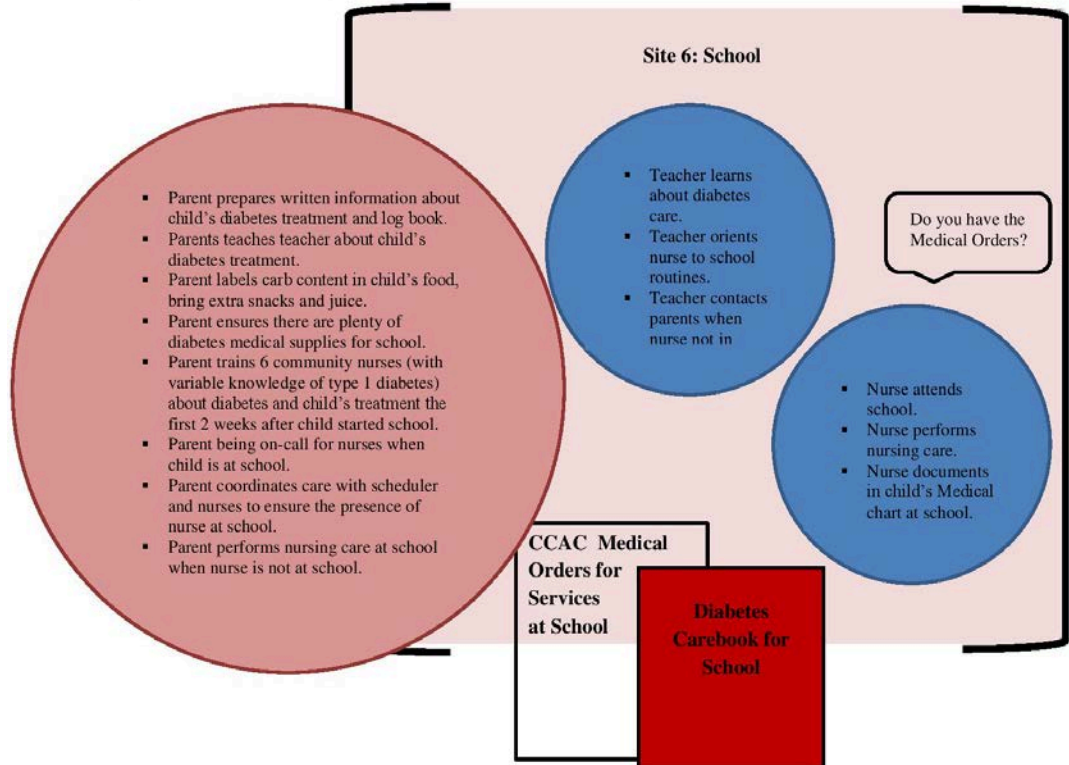 Site 6: School
▪ Parent prepares written information about
child's diabetes treatment and log book.
▪ Parents teaches teacher about child's
diabetes treatment.
▪ Parent labels carb content in child's food,
bring extra snacks and juice.
▪ Parent ensures there are plenty of
diabetes medical supplies for school.
▪ Parent trains 6 community nurses (with
variable knowledge of type 1 diabetes)
about diabetes and child's treatment the
first 2 weeks after child started school.
▪ Parent being on-call for nurses when
child is at school.
▪ Parent coordinates care with scheduler
and nurses to ensure the presence of
nurse at school.
▪ Parent performs nursing care at school
when nurse is not at school.
▪ Teacher learns
about diabetes
care.
▪ Teacher orients
nurse to school
routines.
▪ Teacher contacts
parents when
nurse not in
Do you have the
Medical Orders?
▪ Nurse attends
school.
▪ Nurse performs
nursing care.
▪ Nurse documents
in child's Medical
chart at school.
CCAC Medical
Orders for
Services
at School
Diabetes
Carebook for
School